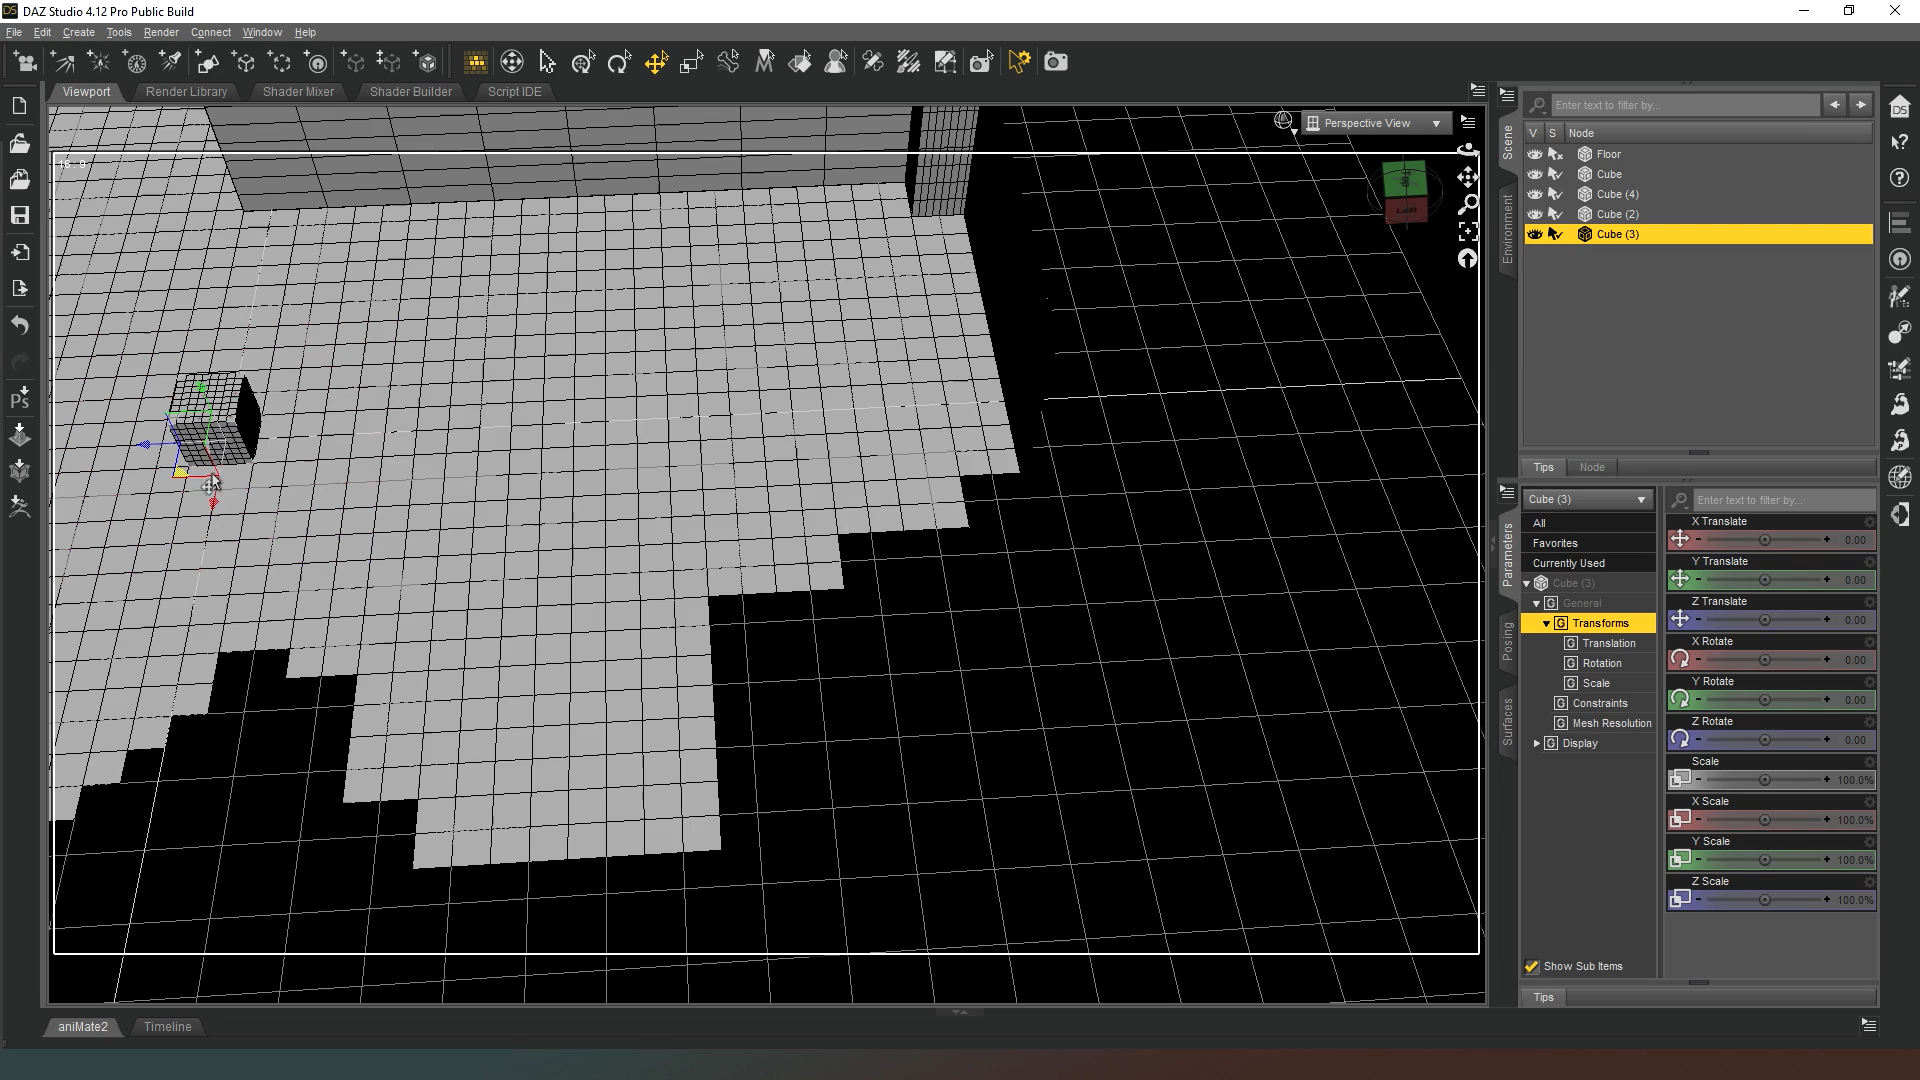 DAZ Studio 4.12 Pro Public Build
File Edit Create Tools Render Connect Window Help
Viewport Render Library Shader Mixer Shader Builder Script IDE
Perspective View
Top
Left
Scene
Environment
Enter text to filter by...
V S Node
Floor
Cube
Cube (4)
Cube (2)
Cube (3)
Tips Node
Parameters
Posing
Surfaces
Cube (3)
All
Favorites
Currently Used
Cube (3)
General
Transforms
Translation
Rotation
Scale
Constraints
Mesh Resolution
Display
Show Sub Items
Enter text to filter by...
X Translate
0.00
Y Translate
0.00
Z Translate
0.00
X Rotate
0.00
Y Rotate
0.00
Z Rotate
0.00
Scale
100.0%
X Scale
100.0%
Y Scale
100.0%
Z Scale
100.0%
Tips
aniMate2 Timeline
DS
Ps
DS